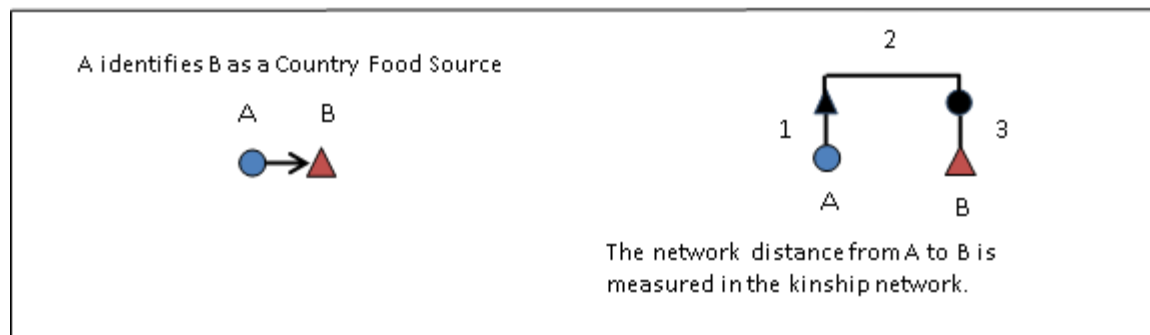 A identifies B as a Country Food Source
A B
2
1 3
A B
The network distance from A to B is
measured in the kinship network.